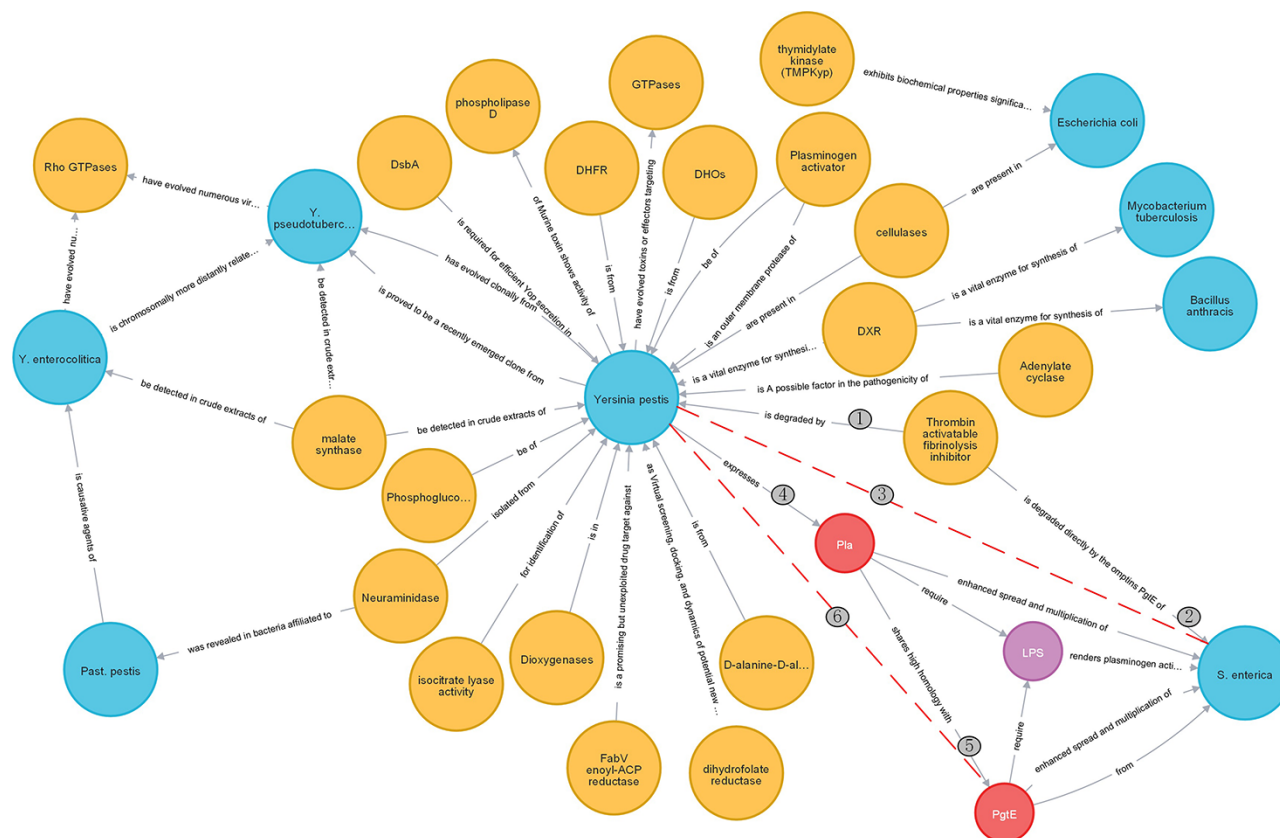 thymidylate
kinase
(TMPKyp)
exhibits biochemical properties significa…
Escherichia coli
GTPases
phospholipase
D
DsbA
DHFR
DHOs
Plasminogen
activator
Rho GTPases
have evolved numerous vir…
Y.
pseudotuberc…
cellulases
are present in
Mycobacterium
tuberculosis
is required for efficient Yop secretion in
of Murine toxin shows activity of
is from
have evolved toxins or effectors targeting
is from
be of
is an outer membrane protease of
are present in
is a vital enzyme for synthesis of
Bacillus
anthracis
is a vital enzyme for synthesis of
DXR
is a vital enzyme for synthesi…
have evolved nu…
is chromosomally more distantly relate…
be detected in crude extr…
has evolved clonally from
is proved to be a recently emerged clone from
Y. enterocolitica
Yersinia pestis
is A possible factor in the pathogenicity of
Adenylate
cyclase
is degraded by
1
Thrombin
activatable
fibrinolysis
inhibitor
be detected in crude extracts of
malate
synthase
be detected in crude extracts of
be of
Phosphogluco…
isolated from
for identification of
is in
is a promising but unexploited drug target against
as Virtual screening, docking, and dynamics of potential new …
is from
expresses
4
3
6
is degraded directly by the omptins PgtE of
2
Pla
enhanced spread and multiplication of
require
shares high homology with
is causative agents of
Neuraminidase
was revealed in bacteria affiliated to
Past. pestis
isocitrate lyase
activity
Dioxygenases
D-alanine-D-al…
LPS
renders plasminogen acti…
S. enterica
require
enhanced spread and multiplication of
from
5
FabV
enoyl-ACP
reductase
dihydrofolate
reductase
PgtE